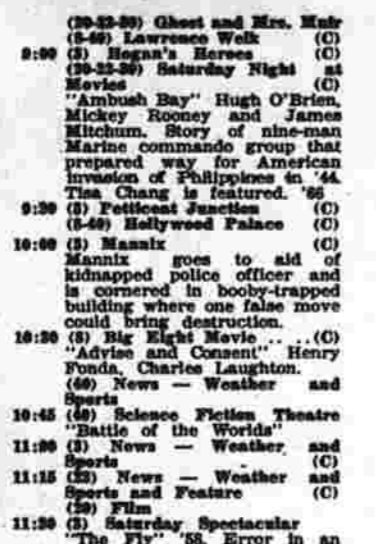 (20-22-39) Ghost and Mrs. Muir
(8-40) Lawrence Welk (C)
9:00 (3) Hogan's Heroes (C)
(20-22-39) Saturday Night at
Movies (C)
"Ambush Bay" Hugh O'Brien,
Mickey Rooney and James
Mitchum. Story of nine-man
Marine commando group that
prepared way for American
invasion of Philippines in '44.
Tisa Chang is featured. '66
9:30 (3) Petticoat Junction (C)
(8-40) Hollywood Palace (C)
10:00 (3) Mannix (C)
Mannix goes to aid of
kidnapped police officer and
is cornered in booby-trapped
building where one false move
could bring destruction.
10:30 (8) Big Eight Movie .. ..(C)
"Advise and Consent" Henry
Fonda, Charles Laughton.
(40) News — Weather and
Sports
10:45 (40) Science Fiction Theatre
"Battle of the Worlds"
11:00 (3) News — Weather and
Sports (C)
11:15 (22) News — Weather and
Sports and Feature (C)
(20) Film
11:30 (3) Saturday Spectacular
"The Fly" '58. Error in an